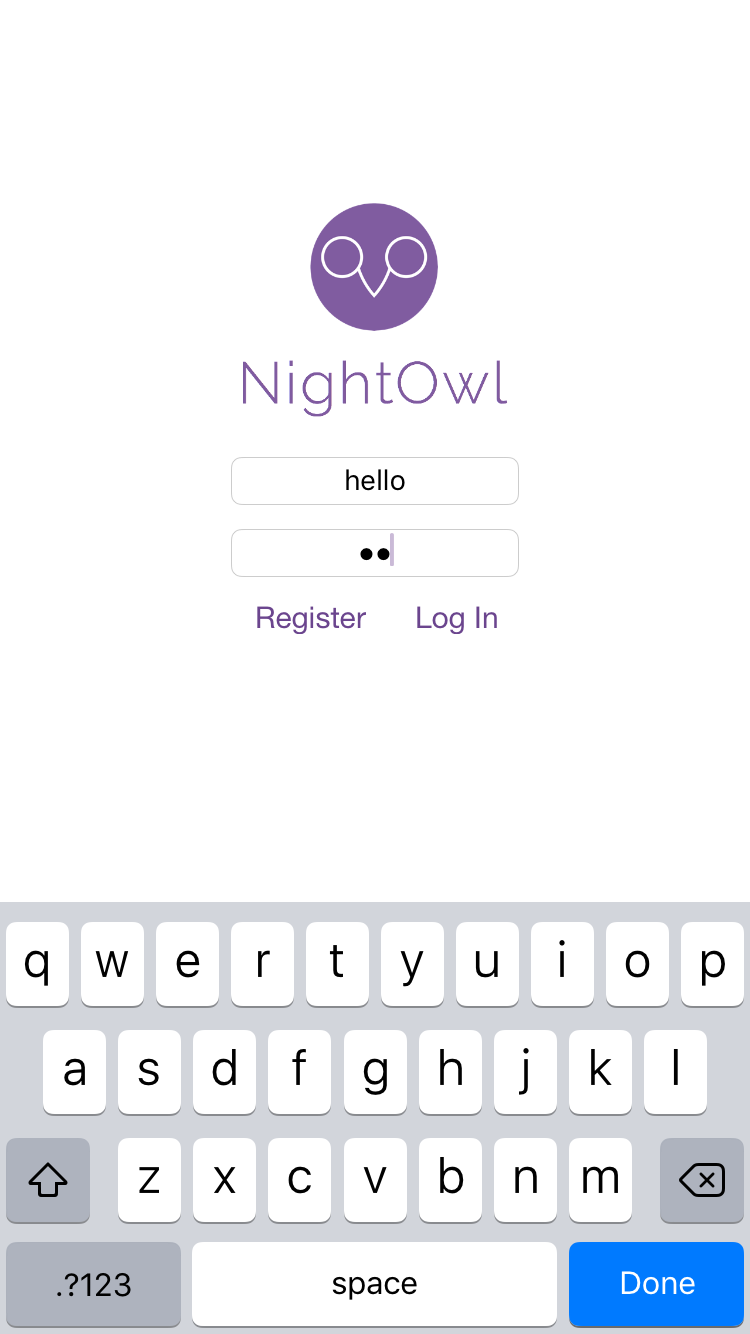 NightOwl
hello
••
Register Log In
q w e r t y u i o p
a s d f g h j k l
z x c v b n m
.?123 space Done